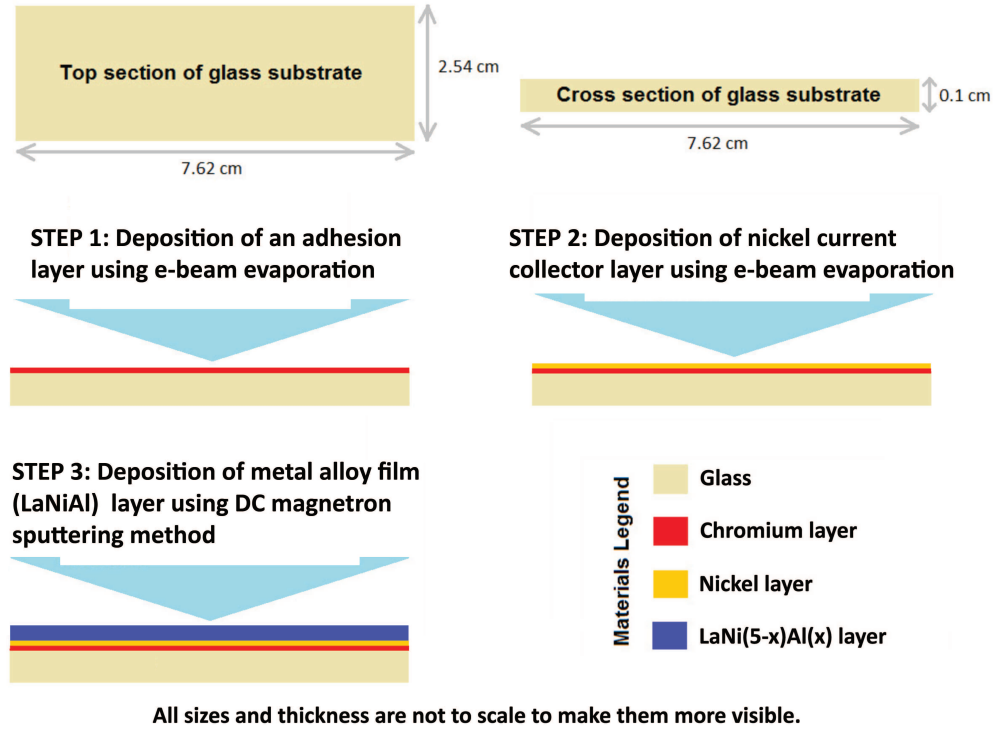 Top section of glass substrate
2.54 cm
7.62 cm
Cross section of glass substrate
0.1 cm
7.62 cm
STEP 1: Deposition of an adhesion
layer using e-beam evaporation
STEP 2: Deposition of nickel current
collector layer using e-beam evaporation
STEP 3: Deposition of metal alloy film
(LaNiAl) layer using DC magnetron
sputtering method
Materials Legend
Glass
Chromium layer
Nickel layer
LaNi(5-x)Al(x) layer
All sizes and thickness are not to scale to make them more visible.